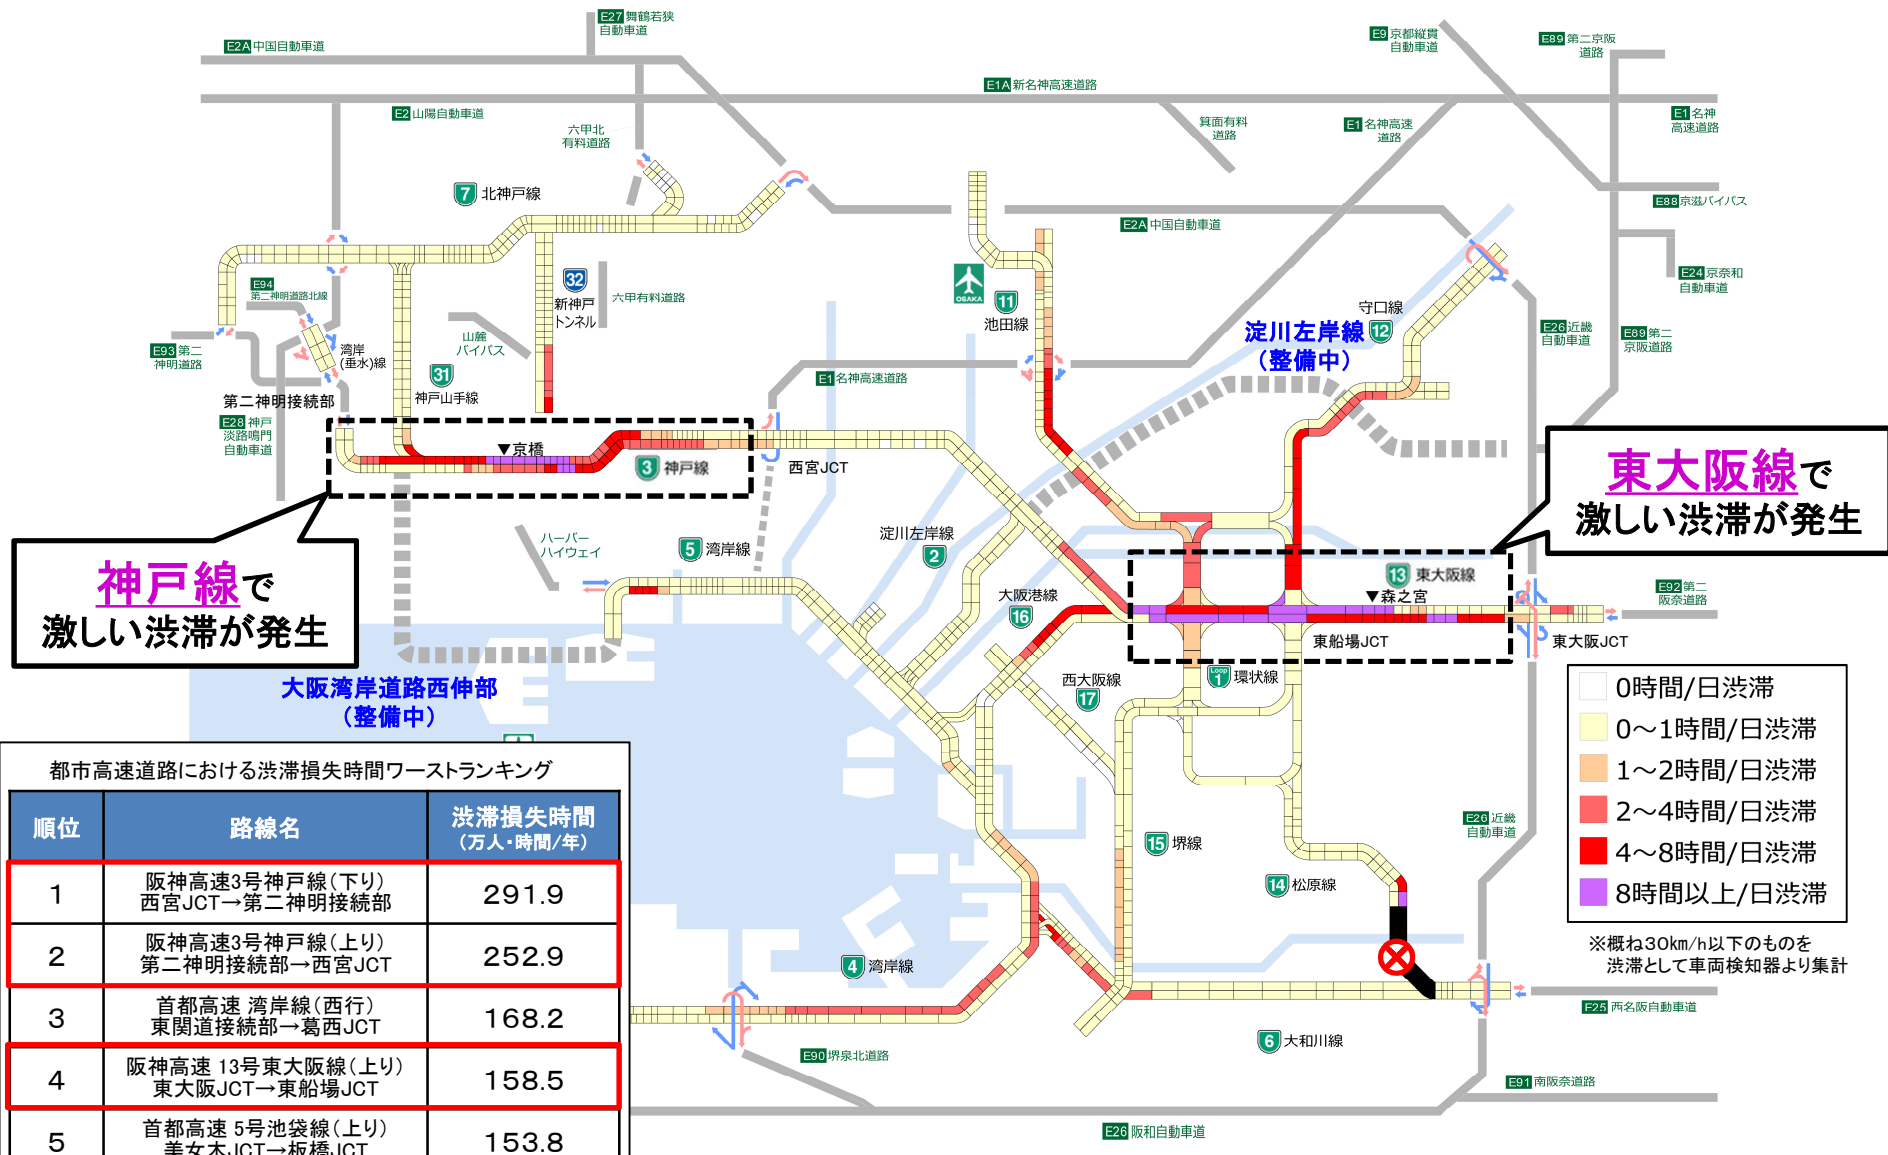 E27 舞鶴若狭
自動車道
E2A 中国自動車道
E9 京都縦貫
自動車道
E89 第二京阪
道路
E1A 新名神高速道路
E2 山陽自動車道
六甲北
有料道路
箕面有料
道路
E1 名神高速
道路
E1 名神
高速道路
7 北神戸線
E88 京滋バイパス
E2A 中国自動車道
E94
第二神明道路北線
32
新神戸
トンネル
六甲有料道路
OSAKA
11
池田線
守口線
12
E24 京奈和
自動車道
E93 第二
神明道路
湾岸
(垂水)線
山麓
バイパス
淀川左岸線
(整備中)
E26 近畿
自動車道
E89 第二
京阪道路
31
神戸山手線
E1 名神高速道路
第二神明接続部
E28 神戸
淡路鳴門
自動車道
▼京橋
3 神戸線
西宮JCT
東大阪線で
激しい渋滞が発生
ハーバー
ハイウェイ
5 湾岸線
淀川左岸線
2
神戸線で
激しい渋滞が発生
13 東大阪線
大阪港線
16
▼森之宮
E92 第二
阪奈道路
東船場JCT
東大阪JCT
大阪湾岸道路西伸部
(整備中)
西大阪線
17
Loop 1 環状線
0時間/日渋滞
0～1時間/日渋滞
1～2時間/日渋滞
2～4時間/日渋滞
4～8時間/日渋滞
8時間以上/日渋滞
※概ね30km/h以下のものを
渋滞として車両検知器より集計
都市高速道路における渋滞損失時間ワーストランキング
順位 路線名 渋滞損失時間
(万人・時間/年)
1 阪神高速3号神戸線(下り)
西宮JCT→第二神明接続部 291.9
2 阪神高速3号神戸線(上り)
第二神明接続部→西宮JCT 252.9
3 首都高速 湾岸線(西行)
東関道接続部→葛西JCT 168.2
4 阪神高速 13号東大阪線(上り)
東大阪JCT→東船場JCT 158.5
5 首都高速 5号池袋線(上り)
美女木JCT→板橋JCT 153.8
15 堺線
E26 近畿
自動車道
14 松原線
4 湾岸線
E25 西名阪自動車道
6 大和川線
E90 堺泉北道路
E91 南阪奈道路
E26 阪和自動車道